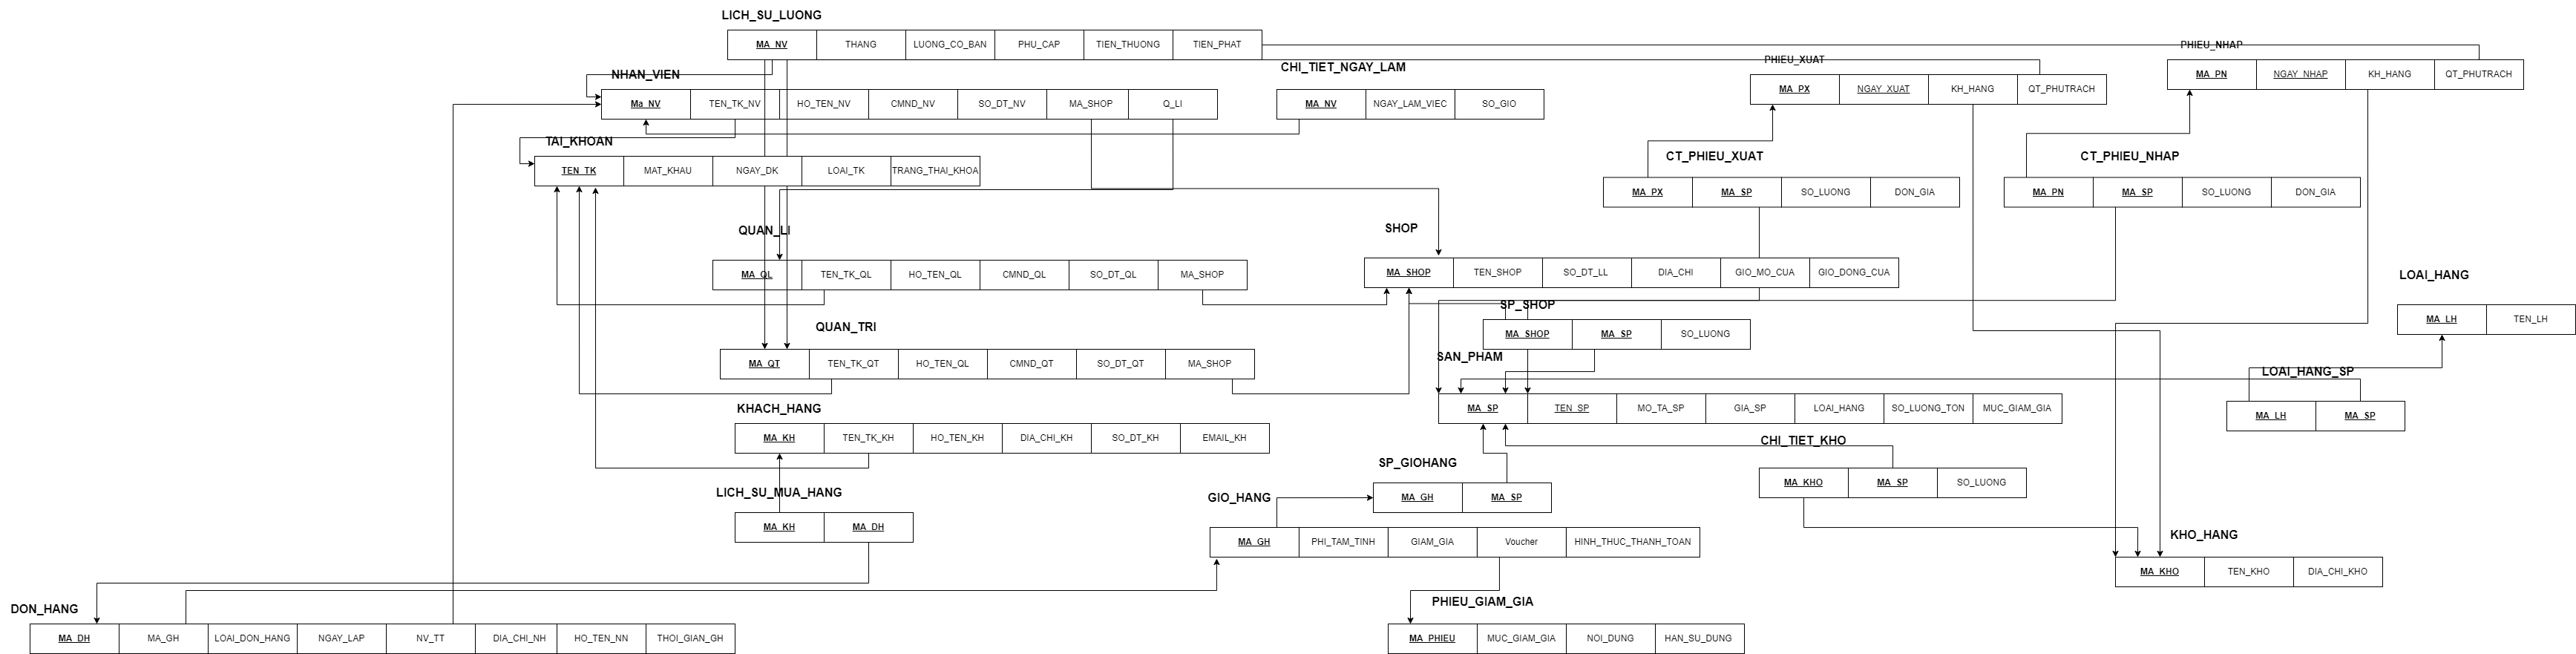 LICH_SU_LUONG
MA_NV THANG LUONG_CO_BAN PHU_CAP TIEN_THUONG TIEN_PHAT
PHIEU_NHAP
MA_PN NGAY_NHAP KH_HANG QT_PHUTRACH
PHIEU_XUAT
MA_PX NGAY_XUAT KH_HANG QT_PHUTRACH
NHAN_VIEN
Ma_NV TEN_TK_NV HO_TEN_NV CMND_NV SO_DT_NV MA_SHOP Q_LI
CHI_TIET_NGAY_LAM
MA_NV NGAY_LAM_VIEC SO_GIO
TAI_KHOAN
TEN_TK MAT_KHAU NGAY_DK LOAI_TK TRANG_THAI_KHOA
CT_PHIEU_XUAT
MA_PX MA_SP SO_LUONG DON_GIA
CT_PHIEU_NHAP
MA_PN MA_SP SO_LUONG DON_GIA
QUAN_LI
MA_QL TEN_TK_QL HO_TEN_QL CMND_QL SO_DT_QL MA_SHOP
SHOP
MA_SHOP TEN_SHOP SO_DT_LL DIA_CHI GIO_MO_CUA GIO_DONG_CUA
LOAI_HANG
MA_LH TEN_LH
SP_SHOP
MA_SHOP MA_SP SO_LUONG
QUAN_TRI
MA_QT TEN_TK_QT HO_TEN_QL CMND_QT SO_DT_QT MA_SHOP
SAN_PHAM
MA_SP TEN_SP MO_TA_SP GIA_SP LOAI_HANG SO_LUONG_TON MUC_GIAM_GIA
LOAI_HANG_SP
MA_LH MA_SP
KHACH_HANG
MA_KH TEN_TK_KH HO_TEN_KH DIA_CHI_KH SO_DT_KH EMAIL_KH
CHI_TIET_KHO
MA_KHO MA_SP SO_LUONG
SP_GIOHANG
MA_GH MA_SP
LICH_SU_MUA_HANG
MA_KH MA_DH
GIO_HANG
MA_GH PHI_TAM_TINH GIAM_GIA Voucher HINH_THUC_THANH_TOAN
KHO_HANG
MA_KHO TEN_KHO DIA_CHI_KHO
PHIEU_GIAM_GIA
MA_PHIEU MUC_GIAM_GIA NOI_DUNG HAN_SU_DUNG
DON_HANG
MA_DH MA_GH LOAI_DON_HANG NGAY_LAP NV_TT DIA_CHI_NH HO_TEN_NN THOI_GIAN_GH